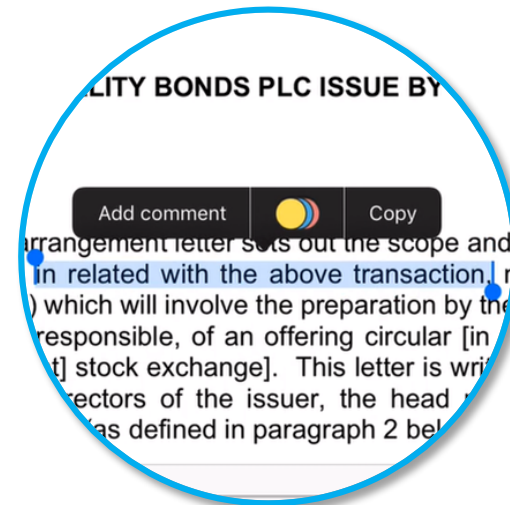 LITY BONDS PLC ISSUE BY
Add comment Copy
arrangement letter sets out the scope and
in related with the above transaction,
) which will involve the preparation by the
responsible, of an offering circular [in
t] stock exchange]. This letter is
rectors of the issuer, the head
(as defined in paragraph 2